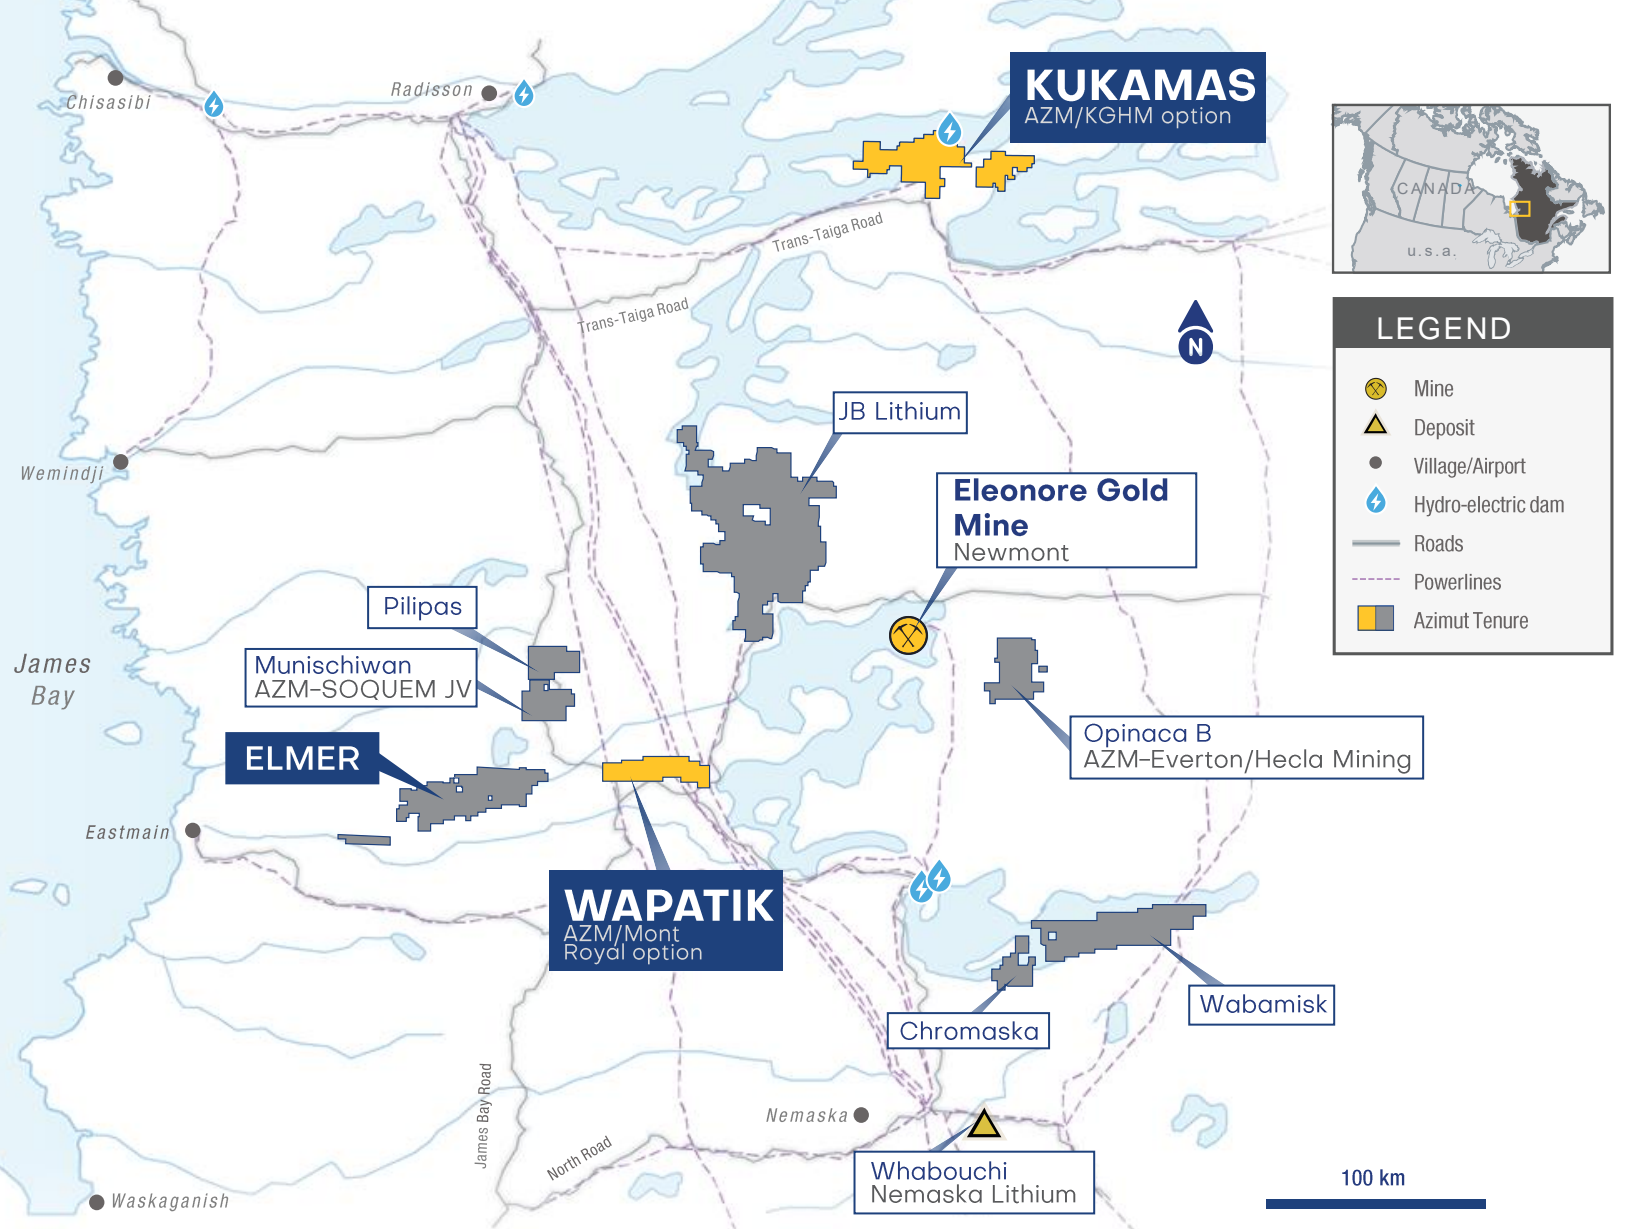 KUKAMAS
AZM/KGHM option
Radisson
Chisasibi
CANADA
u.s.a.
Trans-Taiga Road
Trans-Taiga Road
N
LEGEND
Mine
Deposit
Village/Airport
Hydro-electric dam
Roads
Powerlines
Azimut Tenure
JB Lithium
Wemindji
Eleonore Gold
Mine
Newmont
Pilipas
James
Bay
Munischiwan
AZM-SOQUEM JV
Opinaca B
AZM-Everton/Hecla Mining
ELMER
Eastmain
WAPATIK
AZM/Mont
Royal option
Wabamisk
Chromaska
James Bay Road
Nemaska
North Road
Whabouchi
Nemaska Lithium
100 km
Waskaganish